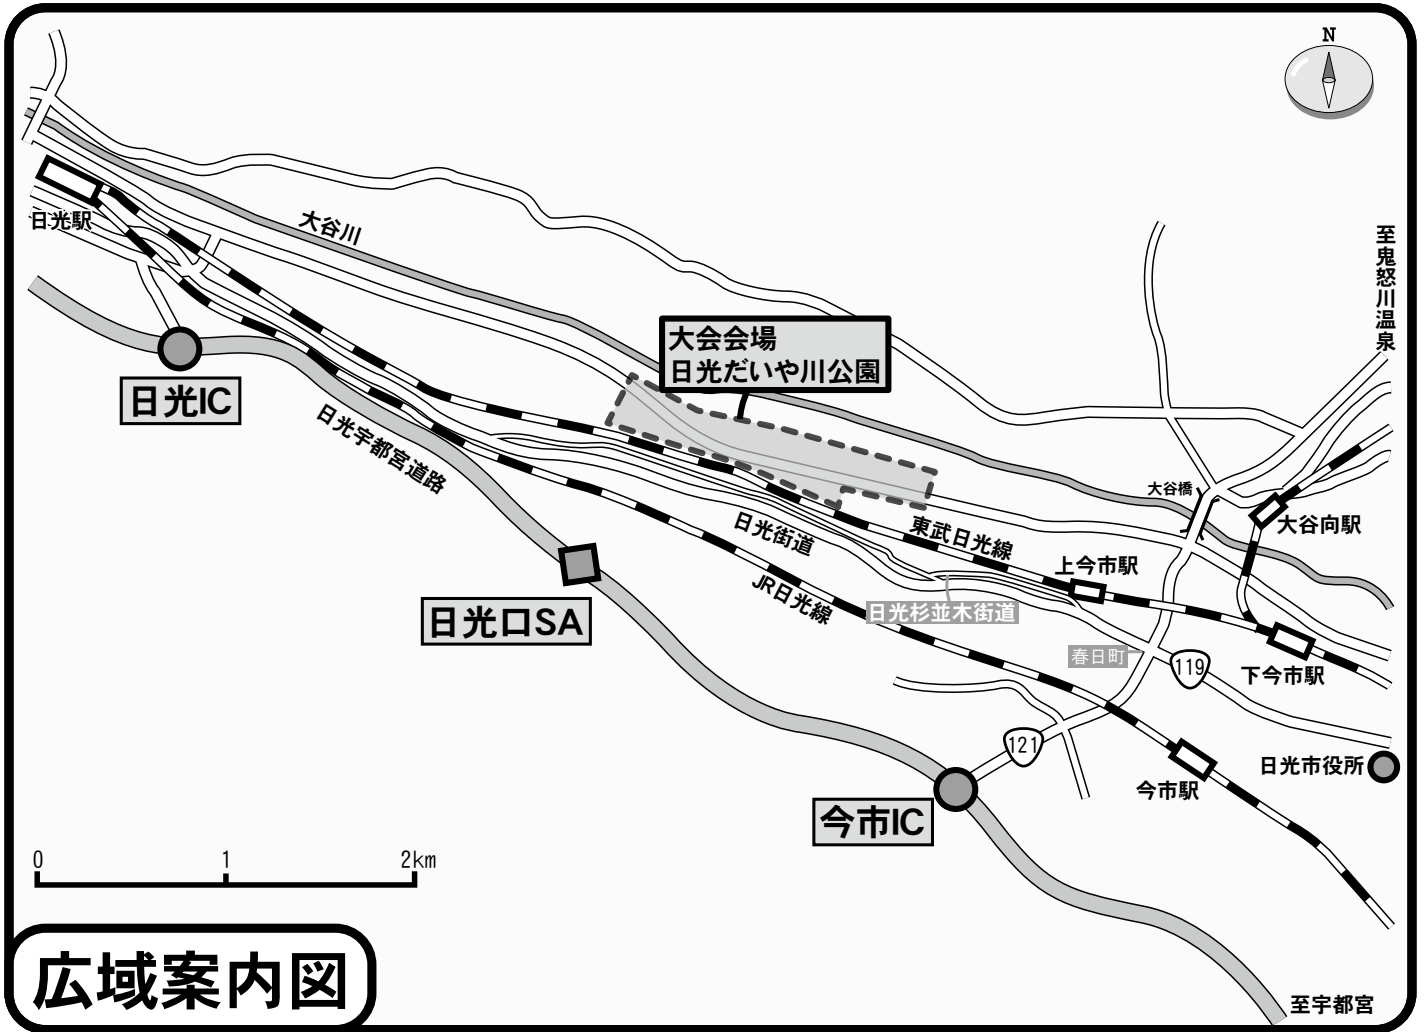 N
至鬼怒川温泉
大谷川
日光駅
大会会場
日光だいや川公園
日光IC
日光宇都宮道路
大谷橋
大谷向駅
東武日光線
日光街道
上今市駅
JR日光線
日光口SA
日光杉並木街道
春日町
119
下今市駅
121
日光市役所
今市駅
今市IC
0 1 2km
広域案内図
至宇都宮